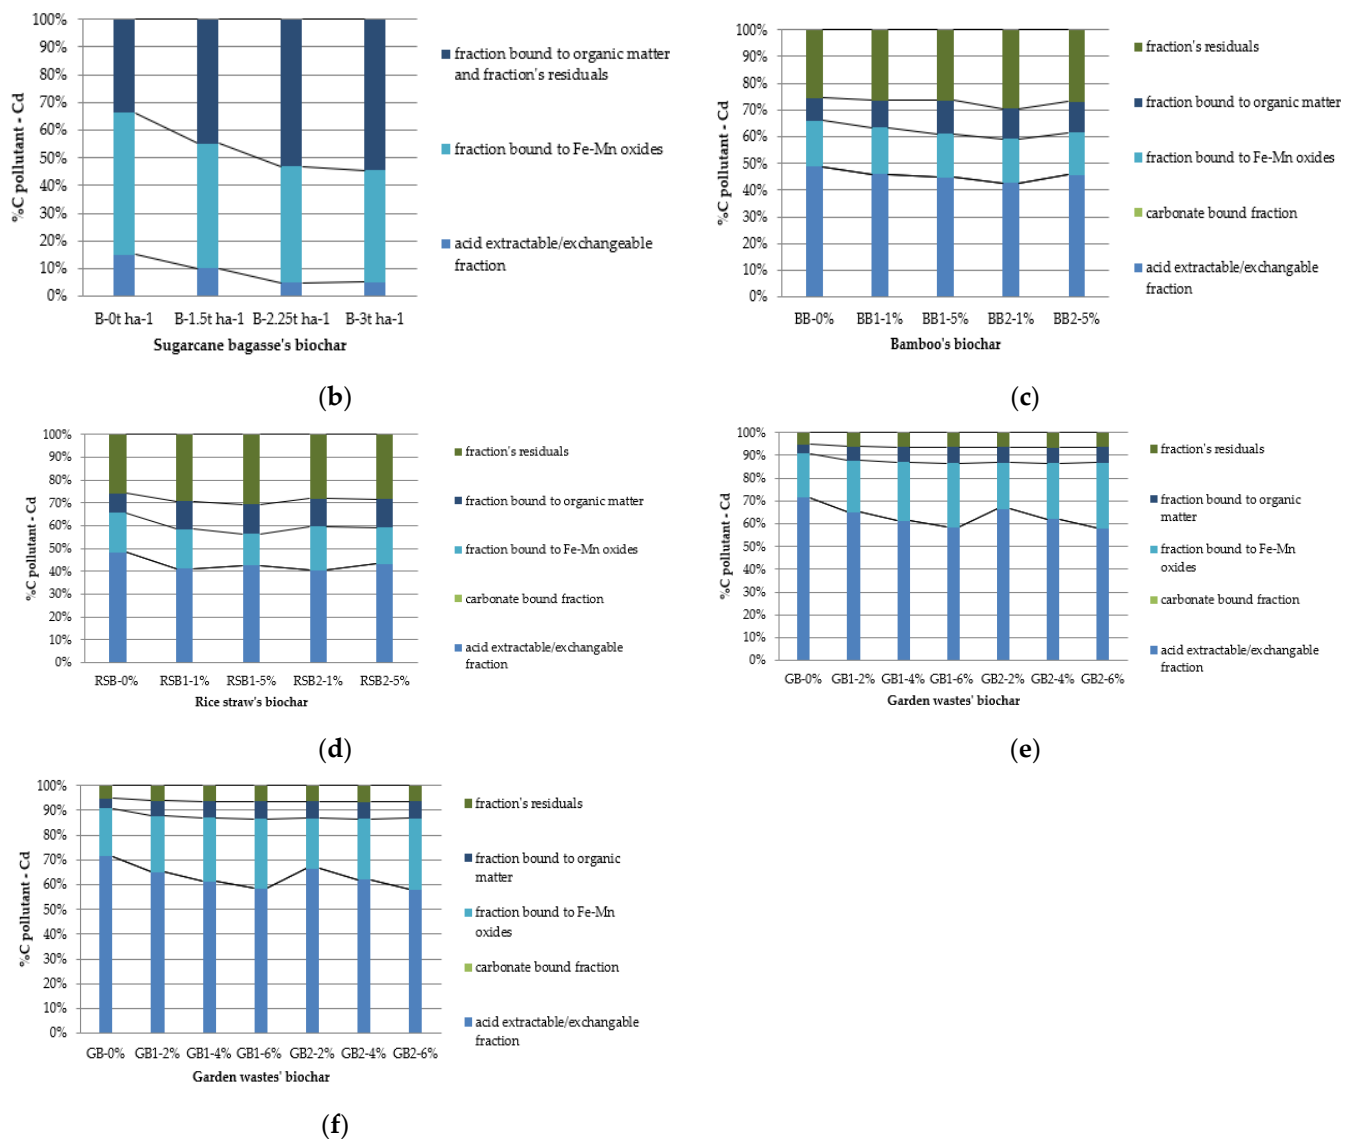 100%
90%
80%
70%
60%
50%
40%
30%
20%
10%
0%
%C pollutant - Cd
B-0t ha-1 B-1.5t ha-1 B-2.25t ha-1 B-3t ha-1
Sugarcane bagasse's biochar
fraction bound to organic matter
and fraction's residuals
fraction bound to Fe-Mn oxides
acid extractable/exchangeable
fraction
(b)
100%
90%
80%
70%
60%
50%
40%
30%
20%
10%
0%
%C pollutant - Cd
BB-0% BB1-1% BB1-5% BB2-1% BB2-5%
Bamboo's biochar
fraction's residuals
fraction bound to organic matter
fraction bound to Fe-Mn oxides
carbonate bound fraction
acid extractable/exchangable
fraction
(c)
100%
90%
80%
70%
60%
50%
40%
30%
20%
10%
0%
%C pollutant - Cd
RSB-0% RSB1-1% RSB1-5% RSB2-1% RSB2-5%
Rice straw's biochar
fraction's residuals
fraction bound to organic matter
fraction bound to Fe-Mn oxides
carbonate bound fraction
acid extractable/exchangable
fraction
(d)
100%
90%
80%
70%
60%
50%
40%
30%
20%
10%
0%
%C pollutant - Cd
GB-0% GB1-2% GB1-4% GB1-6% GB2-2% GB2-4% GB2-6%
Garden wastes' biochar
fraction's residuals
fraction bound to organic
matter
fraction bound to Fe-Mn
oxides
carbonate bound fraction
acid extractable/exchangable
fraction
(e)
100%
90%
80%
70%
60%
50%
40%
30%
20%
10%
0%
%C pollutant - Cd
GB-0% GB1-2% GB1-4% GB1-6% GB2-2% GB2-4% GB2-6%
Garden wastes' biochar
fraction's residuals
fraction bound to organic
matter
fraction bound to Fe-Mn
oxides
carbonate bound fraction
acid extractable/exchangable
fraction
(f)